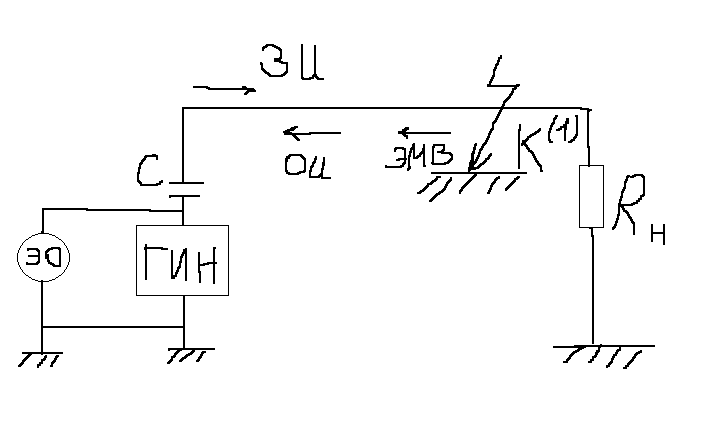 ЗИ
ОИ
ЭМВ
К(1)
С
ЭО
ГИН
Rн